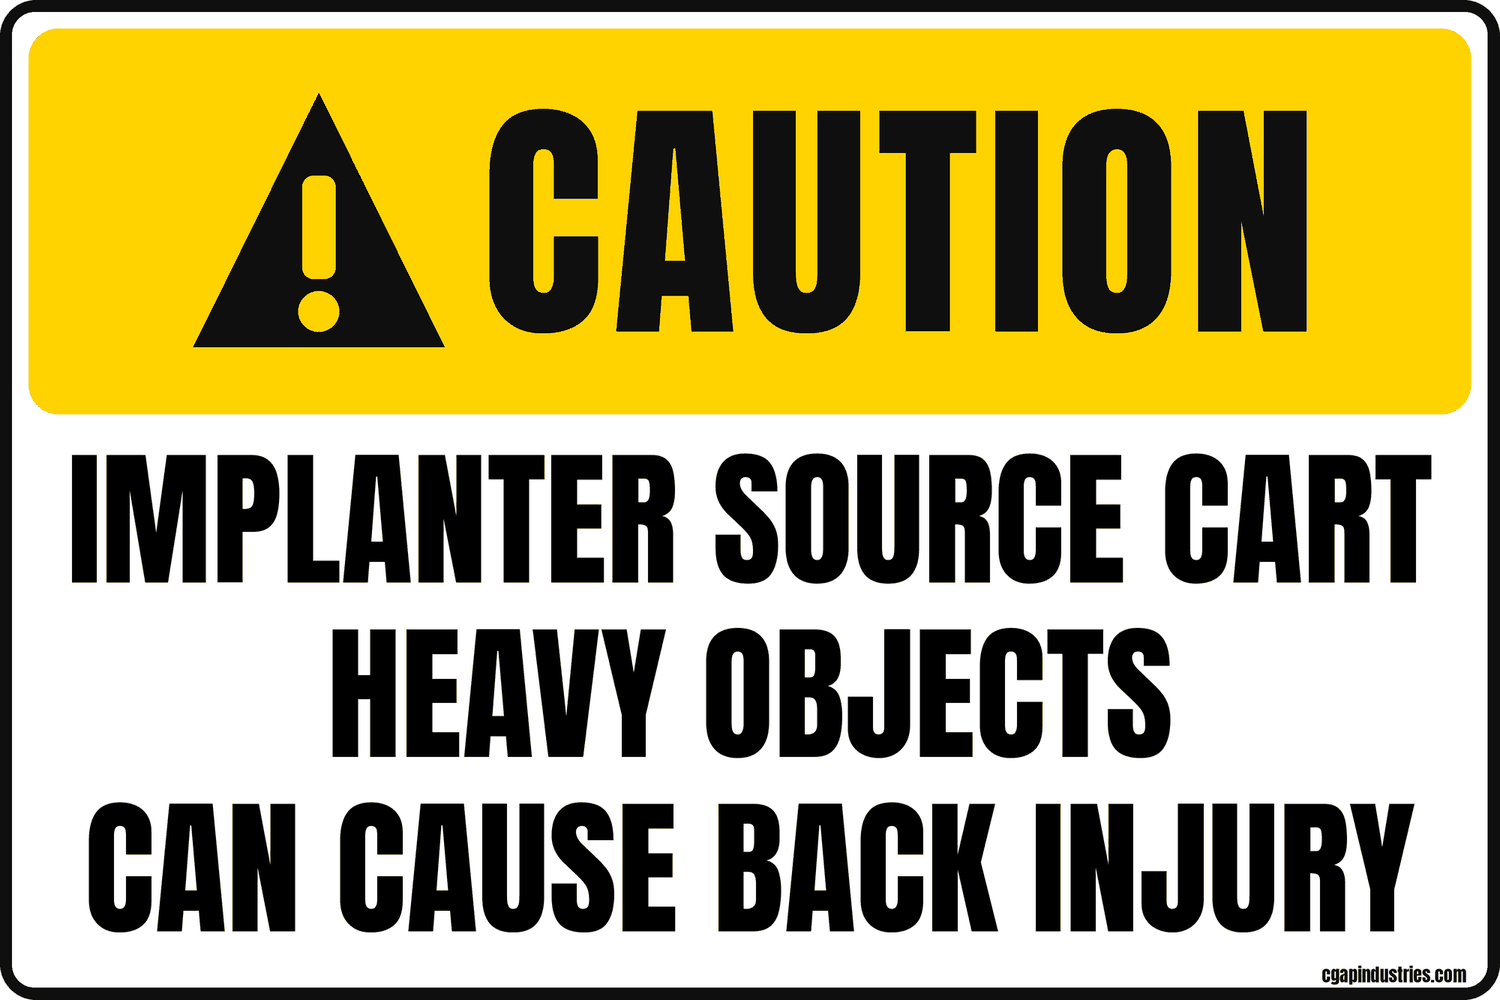 CAUTION
IMPLANTER SOURCE CART
HEAVY OBJECTS
CAN CAUSE BACK INJURY
cgapindustries.com